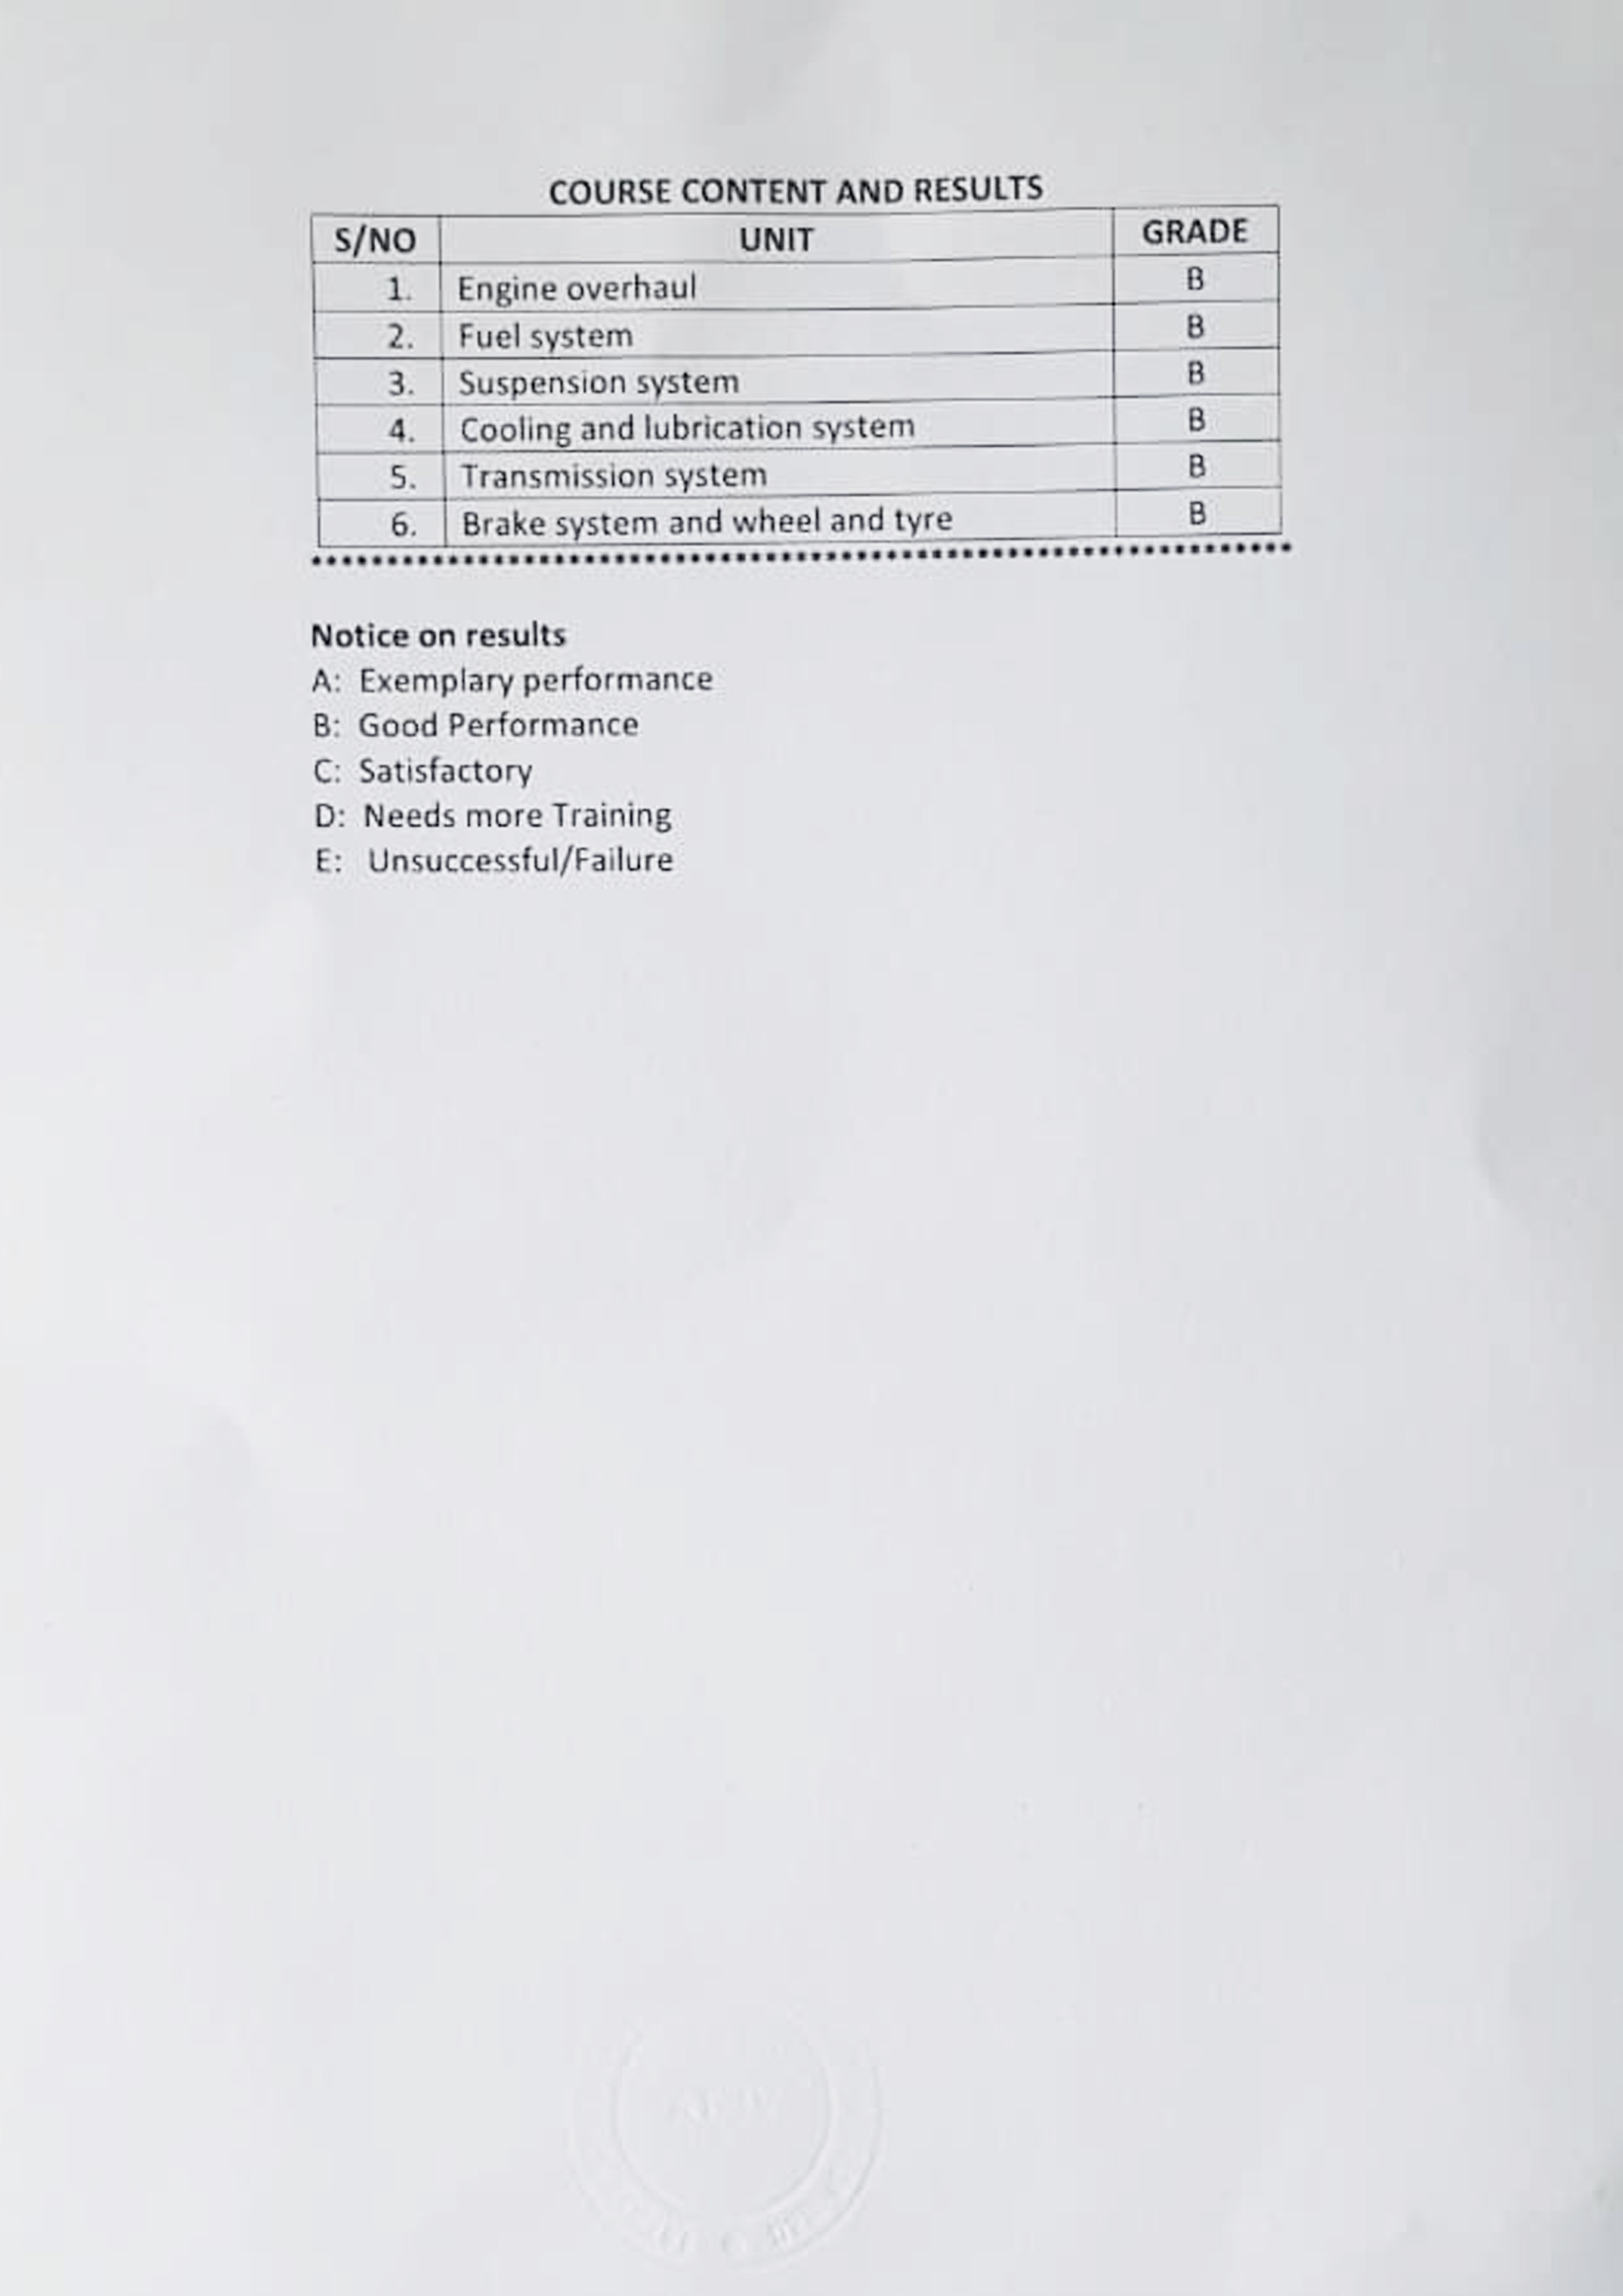 COURSE CONTENT AND RESULTS
S/NO UNIT GRADE
1. Engine overhaul B
2. Fuel system B
3. Suspension system B
4. Cooling and lubrication system B
5. Transmission system B
6. Brake system and wheel and tyre B
Notice on results
A: Exemplary performance
B: Good Performance
C: Satisfactory
D: Needs more Training
E: Unsuccessful/Failure